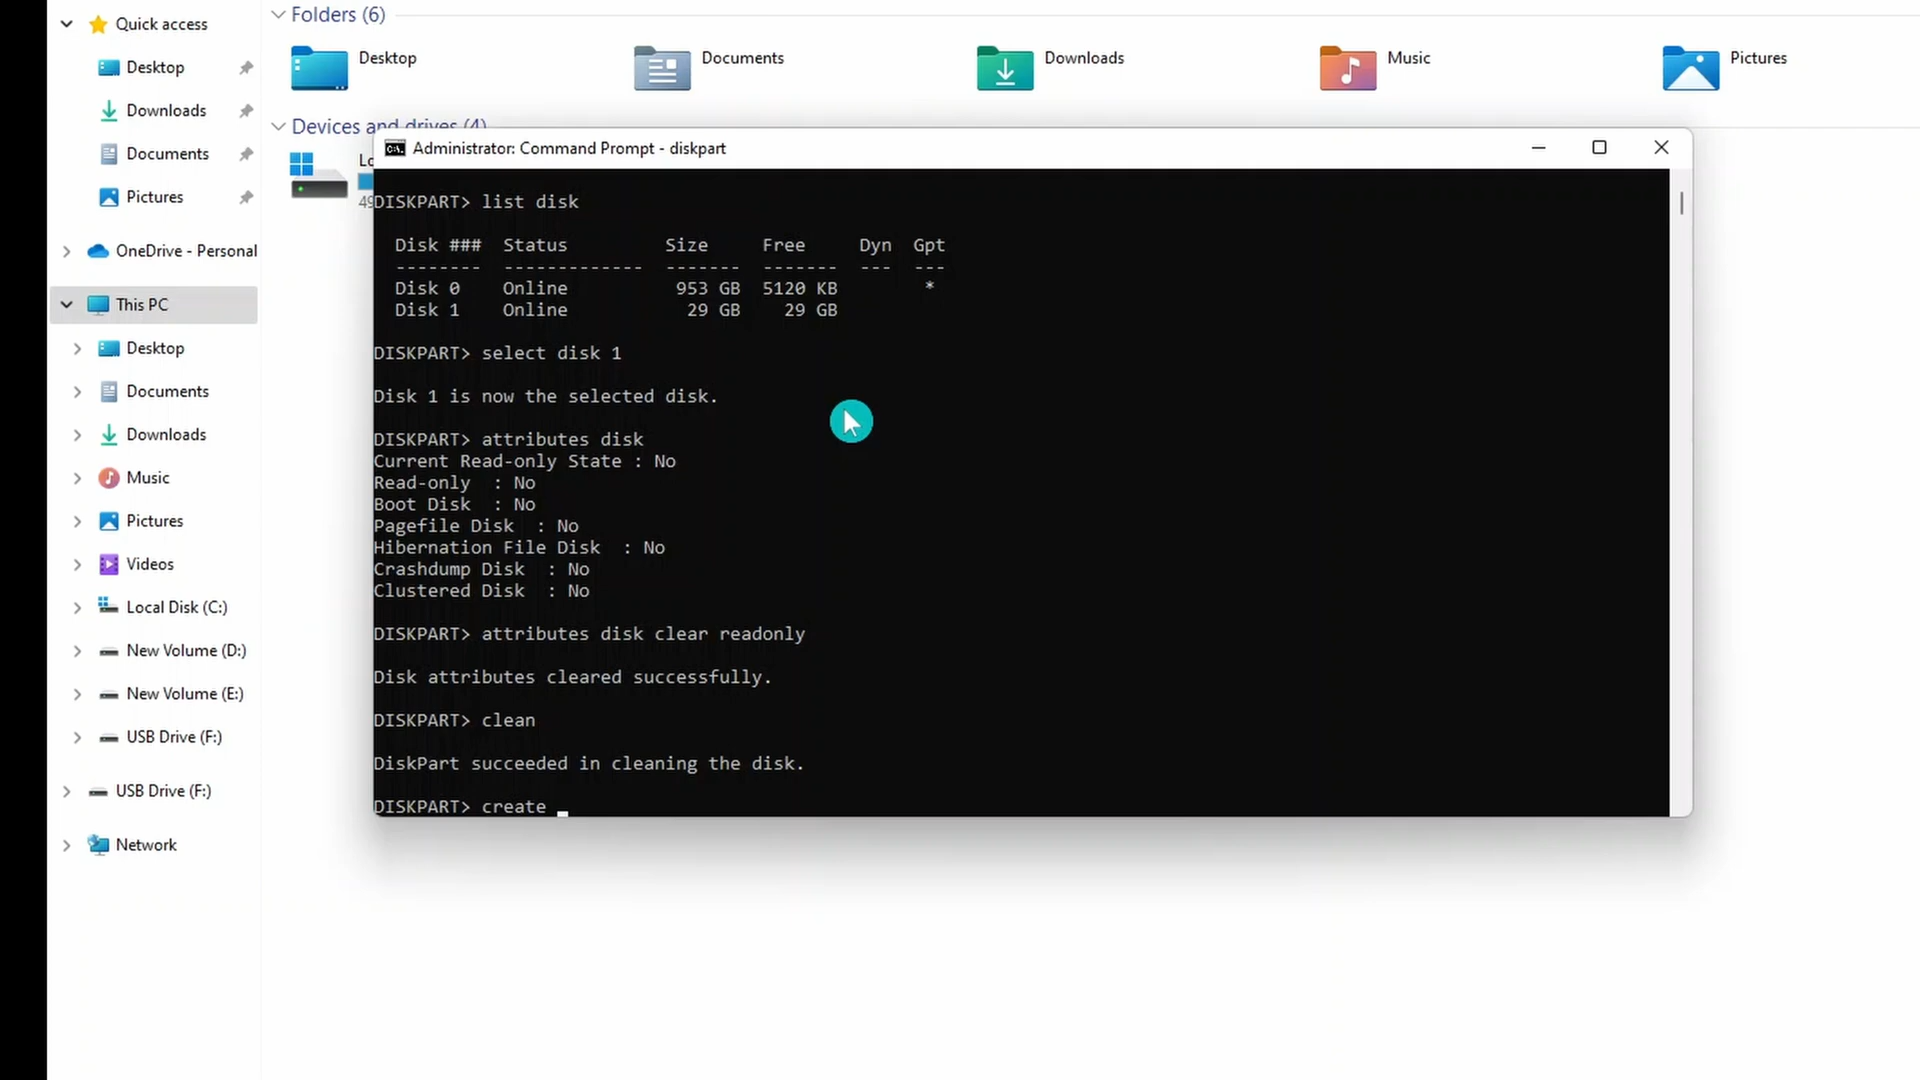 Quick access
Desktop
Downloads
Documents
Pictures
OneDrive - Personal
This PC
Desktop
Documents
Downloads
Music
Pictures
Videos
Local Disk (C:)
New Volume (D:)
New Volume (E:)
USB Drive (F:)
USB Drive (F:)
Network
Folders (6)
Desktop
Documents
Downloads
Music
Pictures
Devices and drives (4)
Lo
49
Administrator: Command Prompt - diskpart
DISKPART> list disk
Disk ### Status Size Free Dyn Gpt
-------- ------------- ------- ------- --- ---
Disk 0 Online 953 GB 5120 KB *
Disk 1 Online 29 GB 29 GB
DISKPART> select disk 1
Disk 1 is now the selected disk.
DISKPART> attributes disk
Current Read-only State : No
Read-only : No
Boot Disk : No
Pagefile Disk : No
Hibernation File Disk : No
Crashdump Disk : No
Clustered Disk : No
DISKPART> attributes disk clear readonly
Disk attributes cleared successfully.
DISKPART> clean
DiskPart succeeded in cleaning the disk.
DISKPART> create